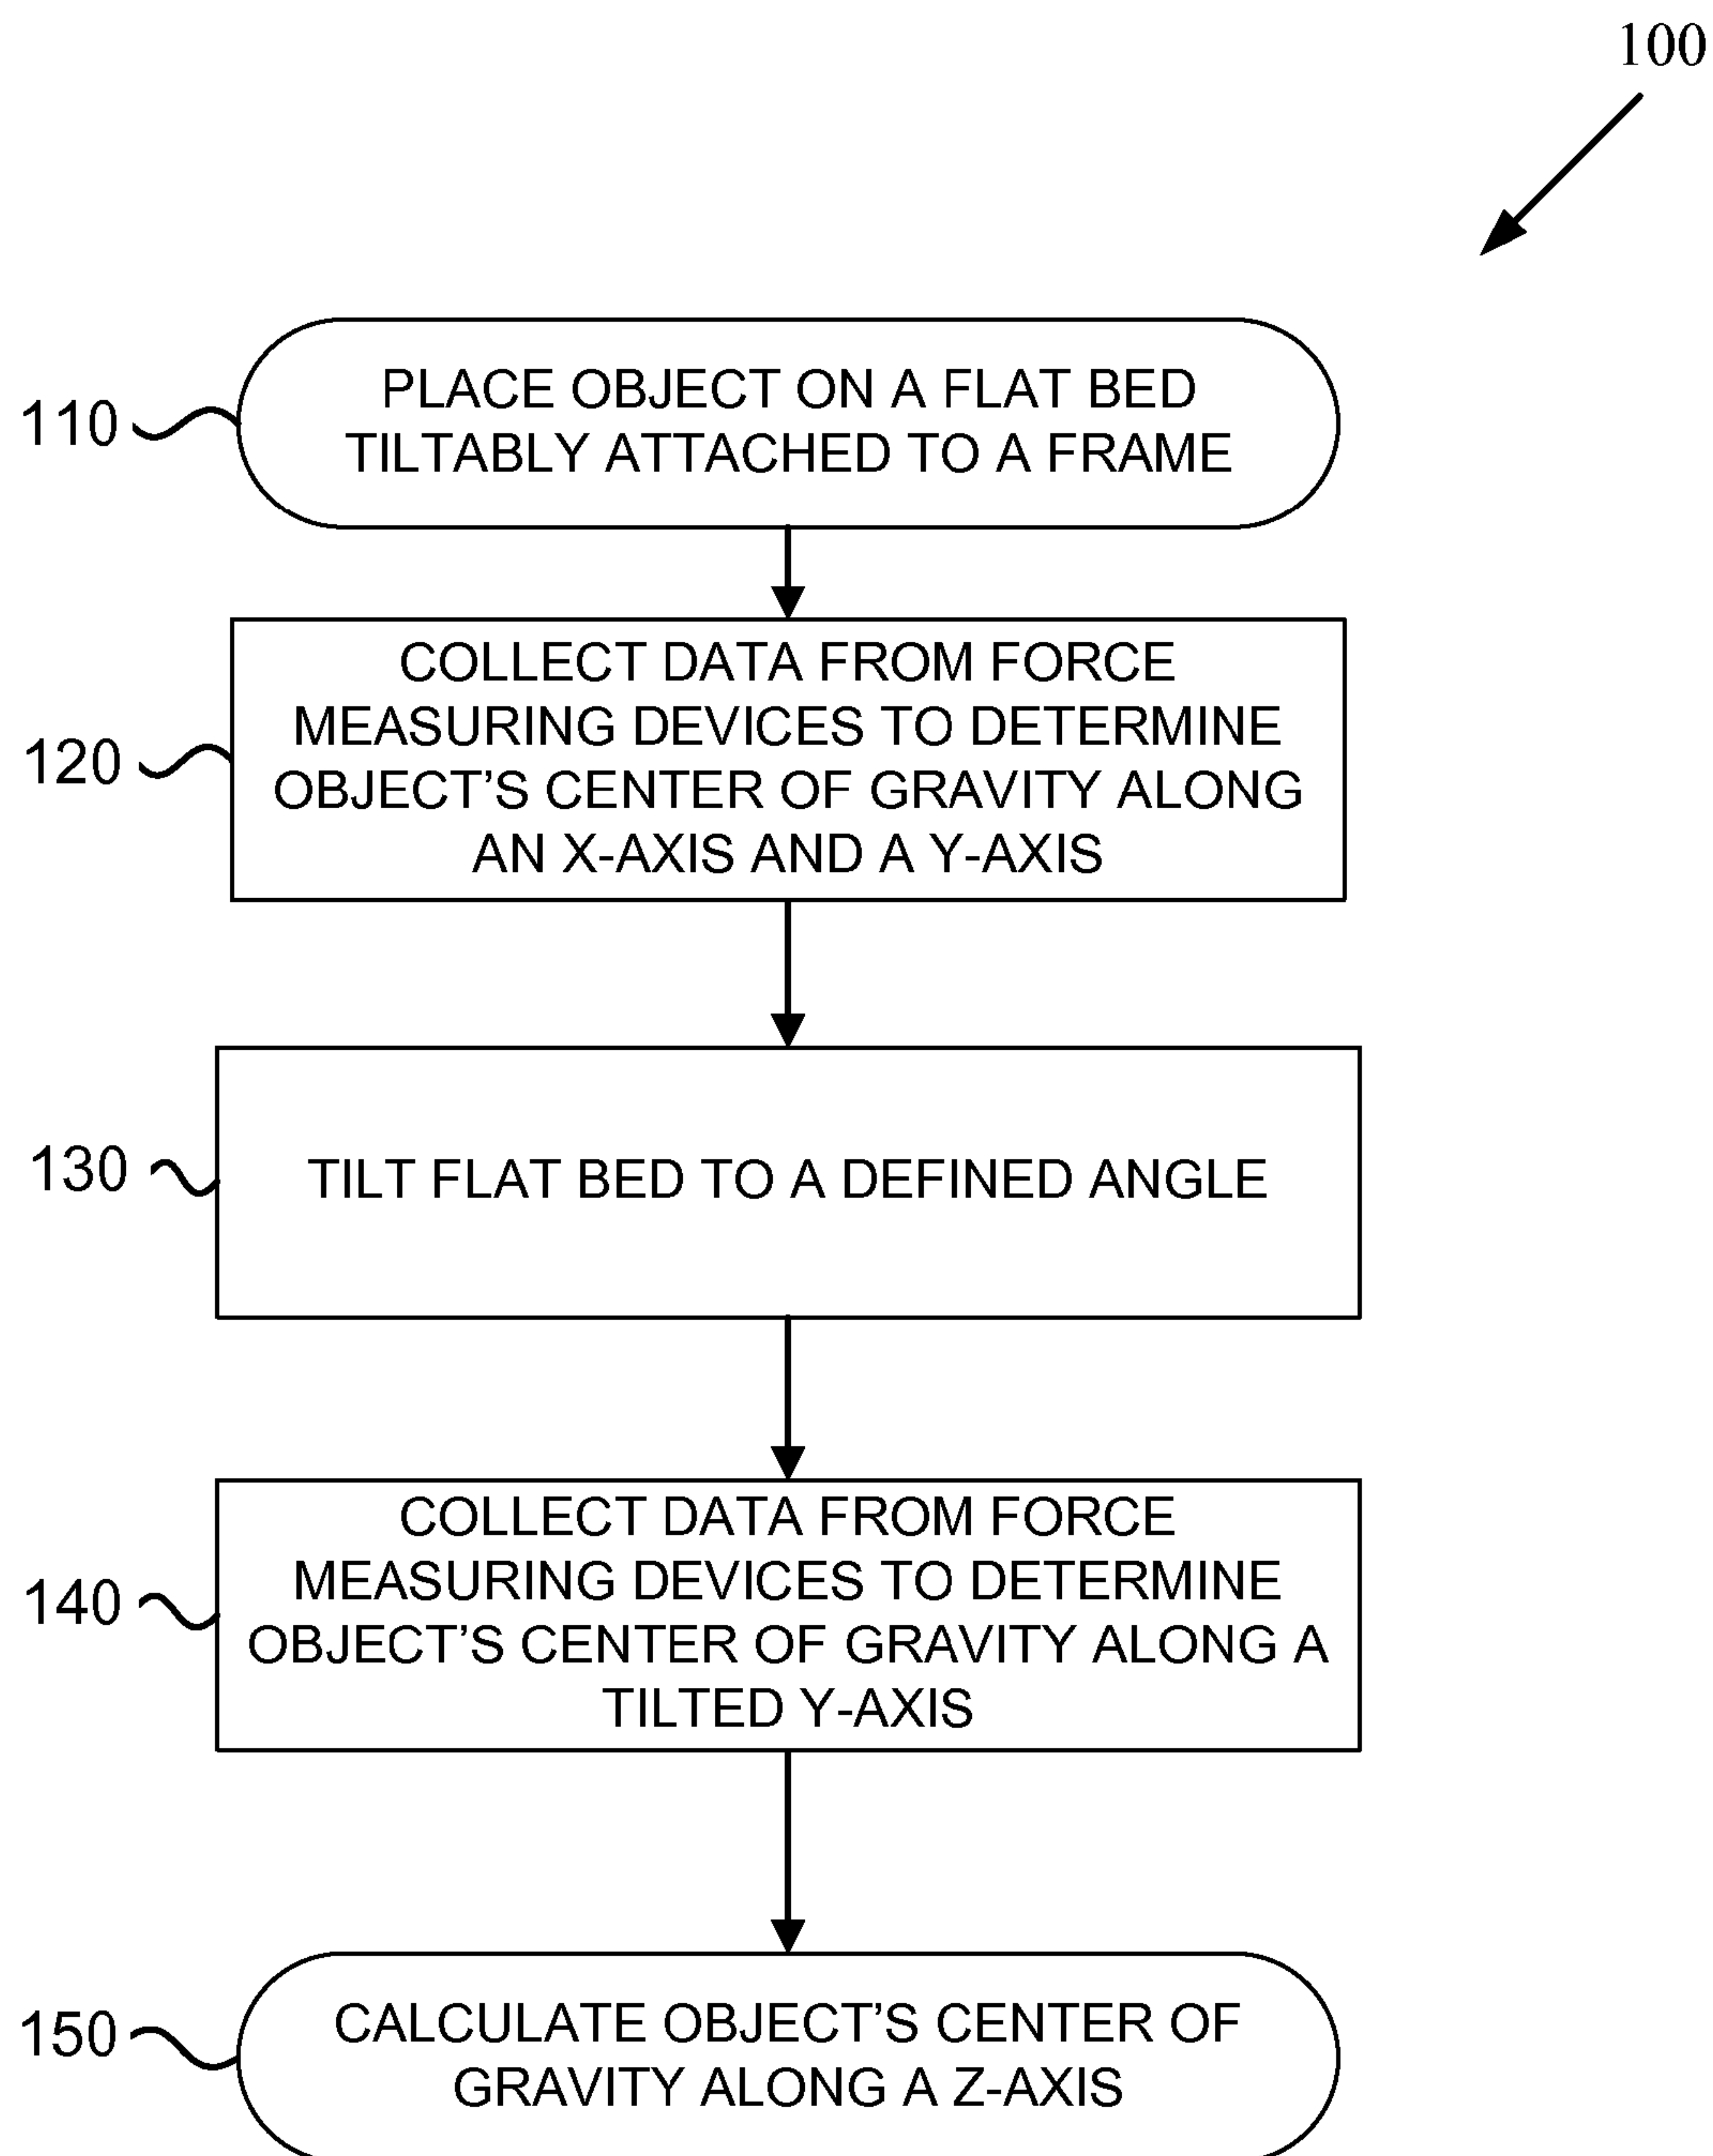 100
110
PLACE OBJECT ON A FLAT BED
TILTABLY ATTACHED TO A FRAME
120
COLLECT DATA FROM FORCE
MEASURING DEVICES TO DETERMINE
OBJECT'S CENTER OF GRAVITY ALONG
AN X-AXIS AND A Y-AXIS
130
TILT FLAT BED TO A DEFINED ANGLE
140
COLLECT DATA FROM FORCE
MEASURING DEVICES TO DETERMINE
OBJECT'S CENTER OF GRAVITY ALONG A
TILTED Y-AXIS
150
CALCULATE OBJECT'S CENTER OF
GRAVITY ALONG A Z-AXIS